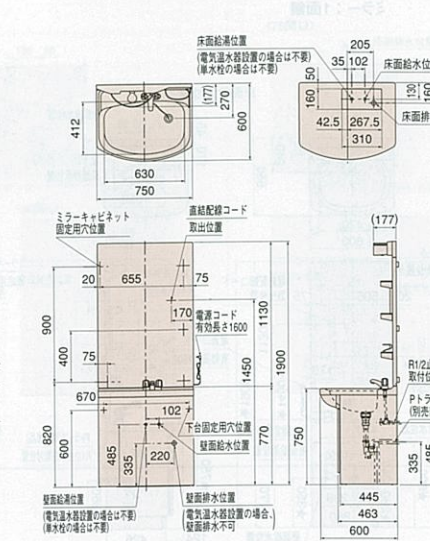 床面給湯位置
(電気温水器設置の場合は不要)
(単水栓の場合は不要)
205
35 102
床面給水位
50
160
130
160
42.5 267.5
310
床面排
(177)
270
600
412
630
750
ミラーキャビネット
固定用穴位置
直結配線コード
取出位置
(177)
20 655 75
170
電源コード
有効長さ1600
900
400
75
1130
1450
1900
670
102
下台固定用穴位置
壁面給水位置
820
600
485
335
220
770
750
R1/2止
取付位
Pトラ
(別売
335
485
445
463
600
壁面給湯位置
(電気温水器設置の場合は不要)
(単水栓の場合は不要)
壁面排水位置
(電気温水器設置の場合、
壁面排水不可)